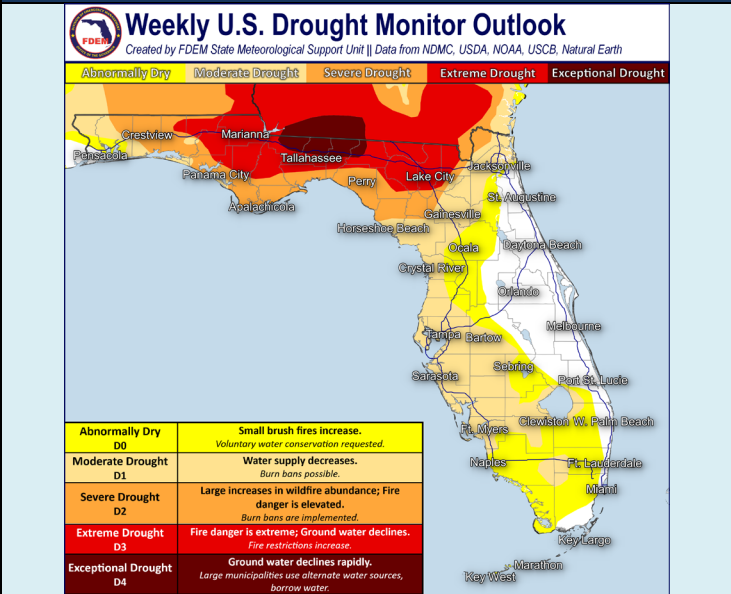 FDEM
Weekly U.S. Drought Monitor Outlook
Created by FDEM State Meteorological Support Unit || Data from NDMC, USDA, NOAA, USCB, Natural Earth
Abnormally Dry Moderate Drought Severe Drought Extreme Drought Exceptional Drought
Crestview
Marianna
Pensacola
Tallahassee
Jacksonville
Panama City
Perry
Lake City
Apalachicola
St. Augustine
Gainesville
Horseshoe Beach
Ocala
Daytona Beach
Crystal River
Orlando
Tampa
Bartow
Melbourne
Sebring
Sarasota
Port St. Lucie
Clewiston
W. Palm Beach
Ft. Myers
Naples
Ft. Lauderdale
Miami
Key Largo
Marathon
Key West
Abnormally Dry
D0
Small brush fires increase.
Voluntary water conservation requested.
Moderate Drought
D1
Water supply decreases.
Burn bans possible.
Severe Drought
D2
Large increases in wildfire abundance; Fire
danger is elevated.
Burn bans are implemented.
Extreme Drought
D3
Fire danger is extreme; Ground water declines.
Fire restrictions increase.
Exceptional Drought
D4
Ground water declines rapidly.
Large municipalities use alternate water sources,
borrow water.